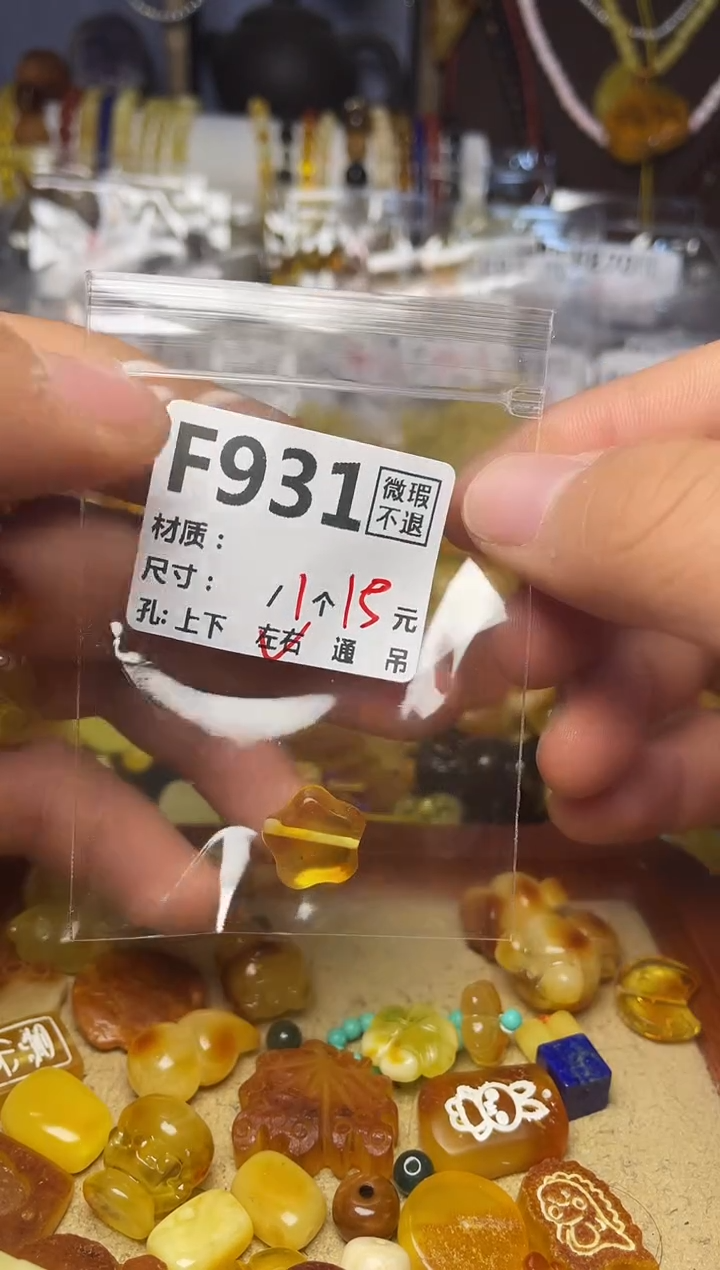 F931
微瑕
不退
材质：
尺寸：
/1个15元
孔：上下 左右 通 吊